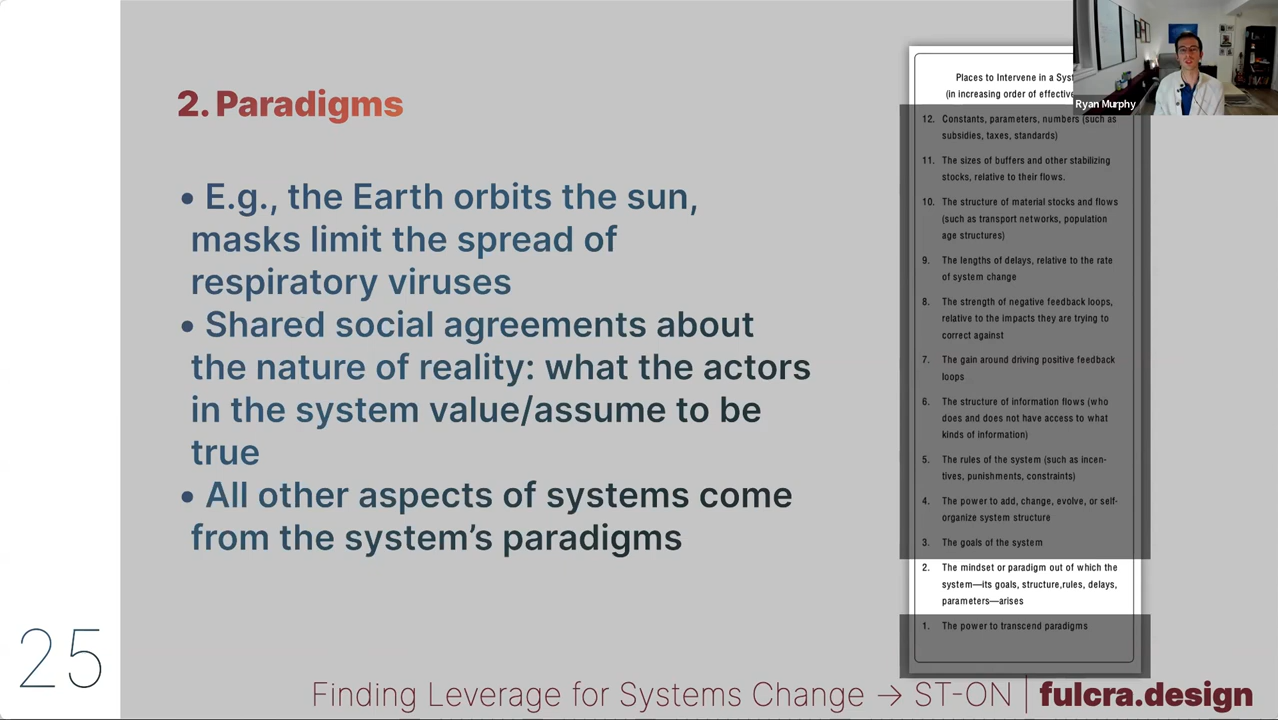 2. Paradigms
• E.g., the Earth orbits the sun,
masks limit the spread of
respiratory viruses
• Shared social agreements about
the nature of reality: what the actors
in the system value/assume to be
true
• All other aspects of systems come
from the system’s paradigms
25
Places to Intervene in a
(in increasing order of
12. Constants, parameters, numbers (such as
subsidies, taxes, standards)
11. The sizes of buffers and other stabilizing
stocks, relative to their flows.
10. The structure of material stocks and flows
(such as transport networks, population
age structures)
9. The lengths of delays, relative to the rate
of system change
8. The strength of negative feedback loops,
relative to the impacts they are trying to
correct against
7. The gain around driving positive feedback
loops
6. The structure of information flows (who
does and does not have access to what
kinds of information)
5. The rules of the system (such as incen-
tives, punishments, constraints)
4. The power to add, change, evolve, or self-
organize system structure
3. The goals of the system
2. The mindset or paradigm out of which the
system—its goals, structure,rules, delays,
parameters—arises
1. The power to transcend paradigms
Ryan Murphy
Finding Leverage for Systems Change → ST-ON | fulcra.design